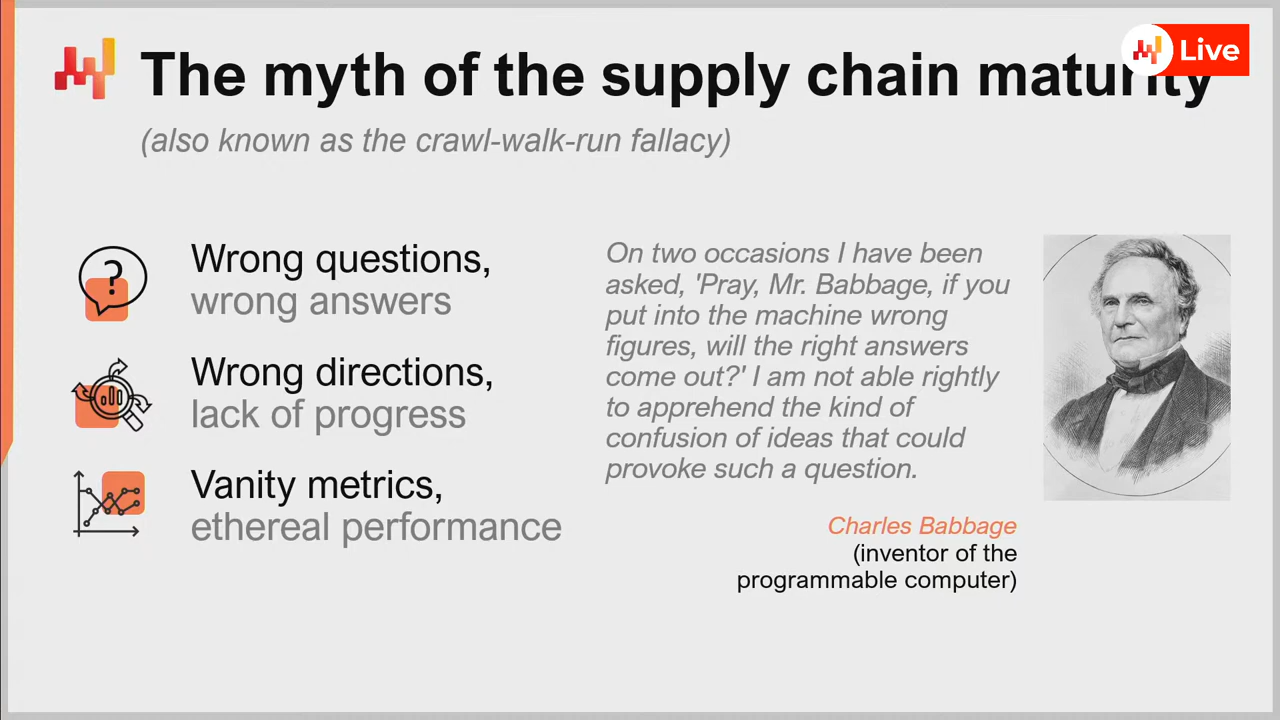 The myth of the supply chain maturity
Live
(also known as the crawl-walk-run fallacy)
Wrong questions,
wrong answers
Wrong directions,
lack of progress
Vanity metrics,
ethereal performance
On two occasions I have been
asked, 'Pray, Mr. Babbage, if you
put into the machine wrong
figures, will the right answers
come out?' I am not able rightly
to apprehend the kind of
confusion of ideas that could
provoke such a question.
Charles Babbage
(inventor of the
programmable computer)